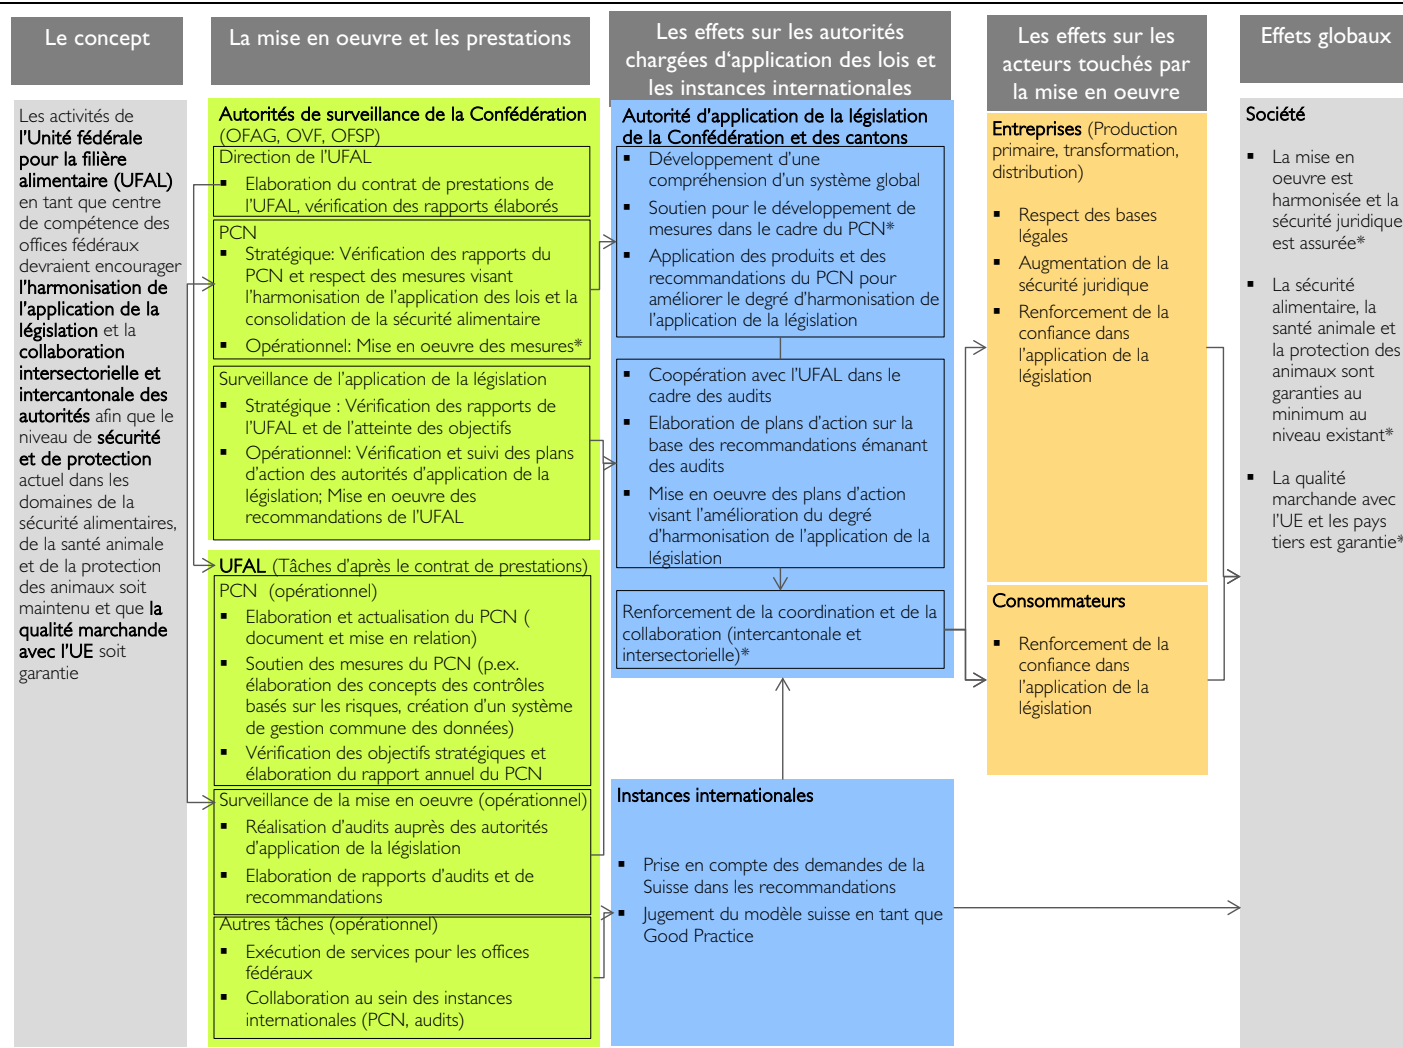 Le concept
La mise en oeuvre et les prestations
Les effets sur les autorités
chargées d'application des lois et
les instances internationales
Les effets sur les
acteurs touchés par
la mise en oeuvre
Effets globaux
Les activités de
l'Unité fédérale
pour la filière
alimentaire (UFAL)
en tant que centre
de compétence des
offices fédéraux
devraient encourager
l'harmonisation de
l'application de la
législation et la
collaboration
intersectorielle et
intercantonale des
autorités afin que le
niveau de sécurité
et de protection
actuel dans les
domaines de la
sécurité alimentaires,
de la santé animale
et de la protection
des animaux soit
maintenu et que la
qualité marchande
avec l'UE soit
garantie
Autorités de surveillance de la Confédération
(OFAG, OVF, OFSP)
Direction de l'UFAL
▪ Elaboration du contrat de prestations de
l'UFAL, vérification des rapports élaborés
PCN
▪ Stratégique: Vérification des rapports du
PCN et respect des mesures visant
l'harmonisation de l'application des lois et la
consolidation de la sécurité alimentaire
▪ Opérationnel: Mise en oeuvre des mesures*
Surveillance de l'application de la législation
▪ Stratégique : Vérification des rapports de
l'UFAL et de l'atteinte des objectifs
▪ Opérationnel: Vérification et suivi des plans
d'action des autorités d'application de la
législation; Mise en oeuvre des
recommandations de l'UFAL
UFAL (Tâches d'après le contrat de prestations)
PCN (opérationnel)
▪ Elaboration et actualisation du PCN (
document et mise en relation)
▪ Soutien des mesures du PCN (p.ex.
élaboration des concepts des contrôles
basés sur les risques, création d'un système
de gestion commune des données)
▪ Vérification des objectifs stratégiques et
élaboration du rapport annuel du PCN
Surveillance de la mise en oeuvre (opérationnel)
▪ Réalisation d'audits auprès des autorités
d'application de la législation
▪ Elaboration de rapports d'audits et de
recommandations
Autres tâches (opérationnel)
▪ Exécution de services pour les offices
fédéraux
▪ Collaboration au sein des instances
internationales (PCN, audits)
Autorité d'application de la législation
de la Confédération et des cantons
▪ Développement d'une
compréhension d'un système global
▪ Soutien pour le développement de
mesures dans le cadre du PCN*
▪ Application des produits et des
recommandations du PCN pour
améliorer le degré d'harmonisation de
l'application de la législation
▪ Coopération avec l'UFAL dans le
cadre des audits
▪ Elaboration de plans d'action sur la
base des recommandations émanant
des audits
▪ Mise en oeuvre des plans d'action
visant l'amélioration du degré
d'harmonisation de l'application de la
législation
Renforcement de la coordination et de la
collaboration (intercantonale et
intersectorielle)*
Instances internationales
▪ Prise en compte des demandes de la
Suisse dans les recommandations
▪ Jugement du modèle suisse en tant que
Good Practice
Entreprises (Production
primaire, transformation,
distribution)
▪ Respect des bases
légales
▪ Augmentation de la
sécurité juridique
▪ Renforcement de la
confiance dans
l'application de la
législation
Consommateurs
▪ Renforcement de la
confiance dans
l'application de la
législation
Société
▪ La mise en
oeuvre est
harmonisée et la
sécurité juridique
est assurée*
▪ La sécurité
alimentaire, la
santé animale et
la protection des
animaux sont
garanties au
minimum au
niveau existant*
▪ La qualité
marchande avec
l'UE et les pays
tiers est garantie*